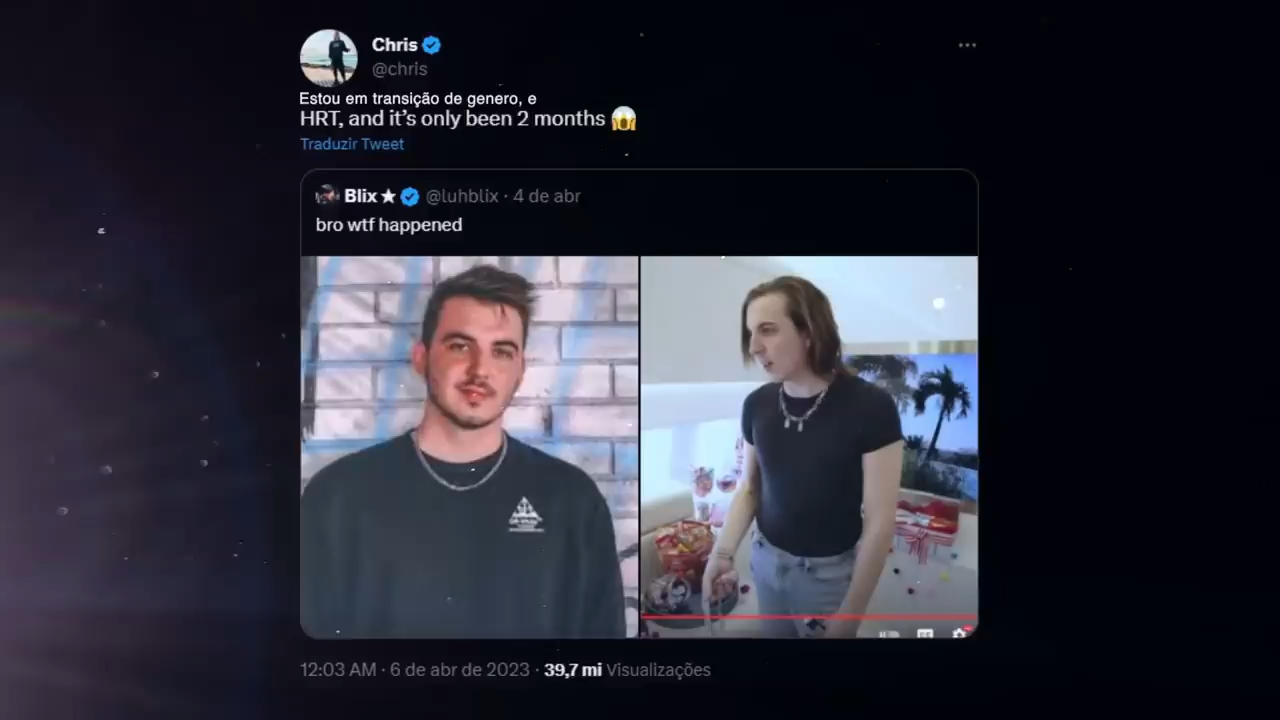 Chris
@chris
Estou em transição de genero, e
HRT, and it's only been 2 months 😱
Traduzir Tweet
Blix ★ @luhblix · 4 de abr
bro wtf happened
12:03 AM · 6 de abr de 2023 · 39,7 mi Visualizações